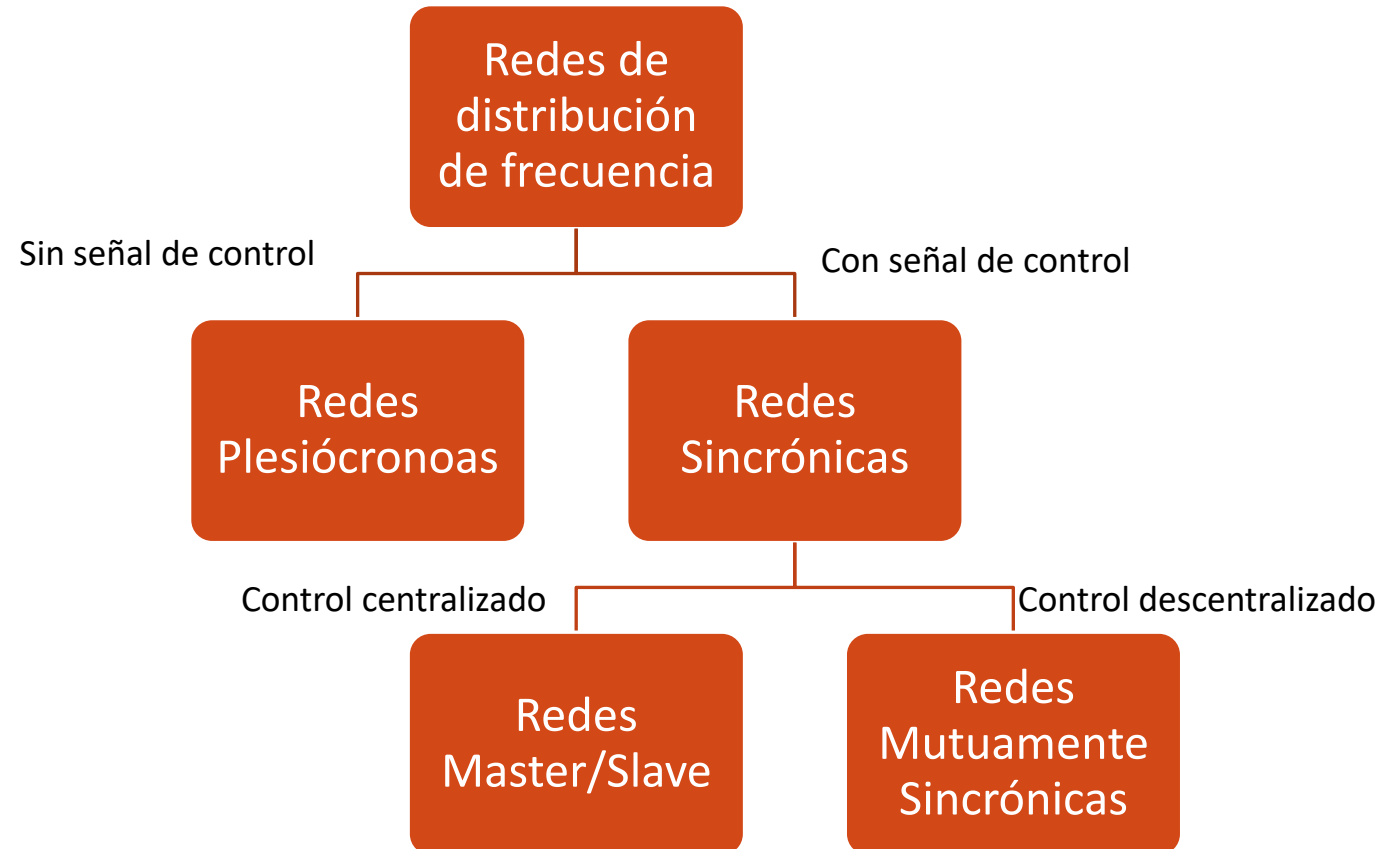 Redes de
distribución
de frecuencia
Sin señal de control
Con señal de control
Redes
Plesiócronoas
Redes
Sincrónicas
Control centralizado
Control descentralizado
Redes
Master/Slave
Redes
Mutuamente
Sincrónicas